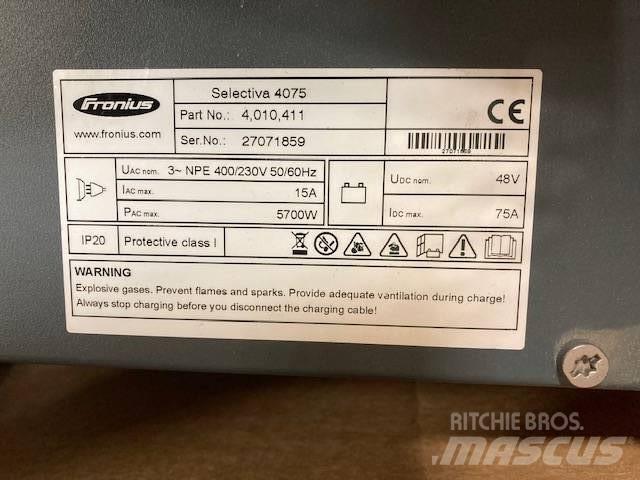 Fronius
www.fronius.com
Selectiva 4075
Part No.: 4,010,411
Ser.No.: 27071859
CE
27071859
UAC nom. 3~ NPE 400/230V 50/60Hz
IAC max. 15A
PAC max. 5700W
UDC nom. 48V
IDC max. 75A
IP20 Protective class I
WARNING
Explosive gases. Prevent flames and sparks. Provide adequate ventilation during charge!
Always stop charging before you disconnect the charging cable!
RITCHIE BROS.
MASCUS